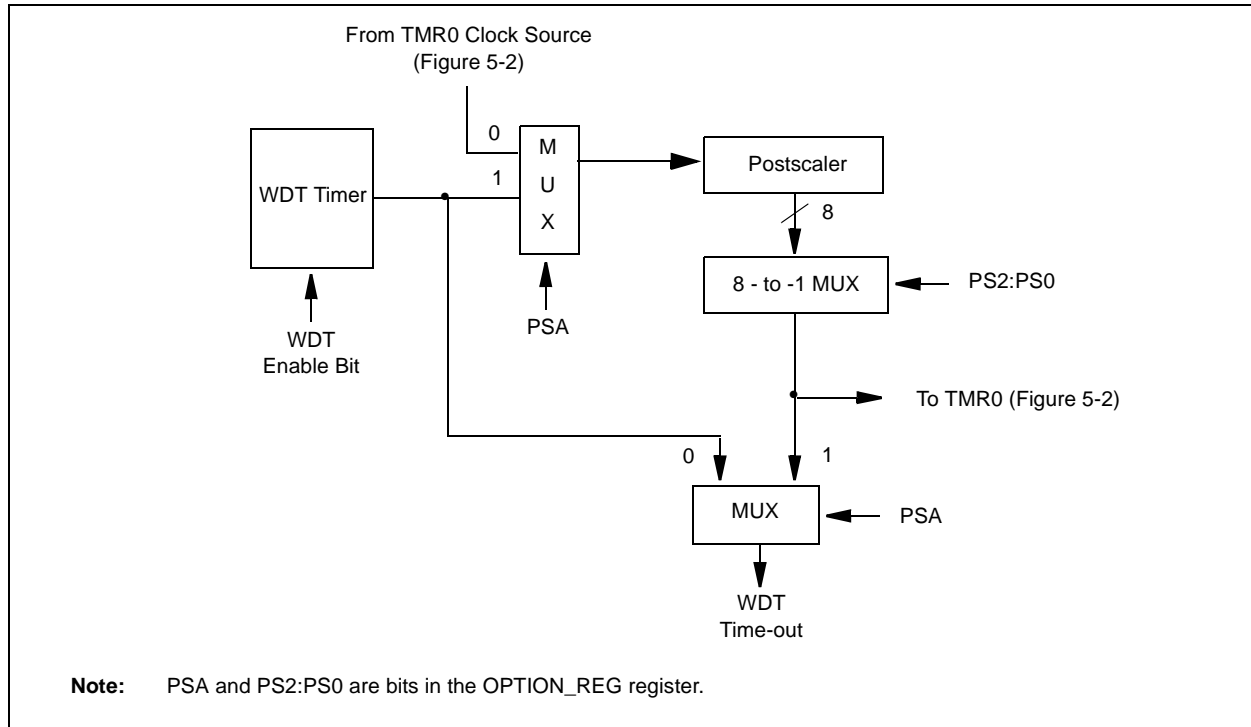 From TMR0 Clock Source
(Figure 5-2)
0
M
U
X
1
WDT Timer
Postscaler
8
8 - to -1 MUX
PS2:PS0
PSA
WDT
Enable Bit
To TMR0 (Figure 5-2)
0
1
MUX
PSA
WDT
Time-out
Note: PSA and PS2:PS0 are bits in the OPTION_REG register.